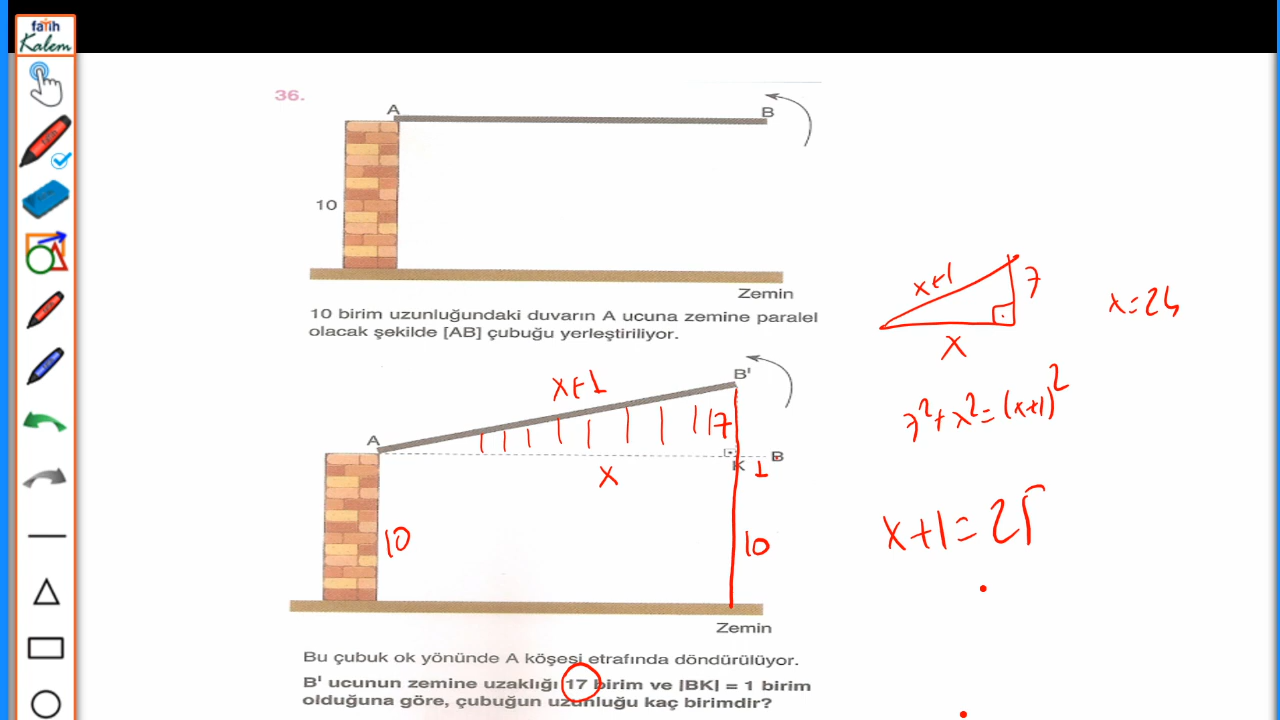 fatih
Kalem
36.
A
B
10
Zemin
10 birim uzunluğundaki duvarın A ucuna zemine paralel
olacak şekilde [AB] çubuğu yerleştiriliyor.
x+1
7
x
x=24
7²+x²=(x+1)²
x+1=25
B'
x+1
A
17
K
1
B
x
10
10
Zemin
Bu çubuk ok yönünde A köşesi etrafında döndürülüyor.
B' ucunun zemine uzaklığı 17 birim ve |BK| = 1 birim
olduğuna göre, çubuğun uzunluğu kaç birimdir?